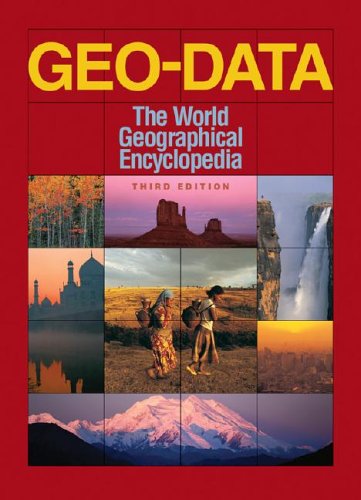 GEO-DATA
The World
Geographical
Encyclopedia
THIRD EDITION